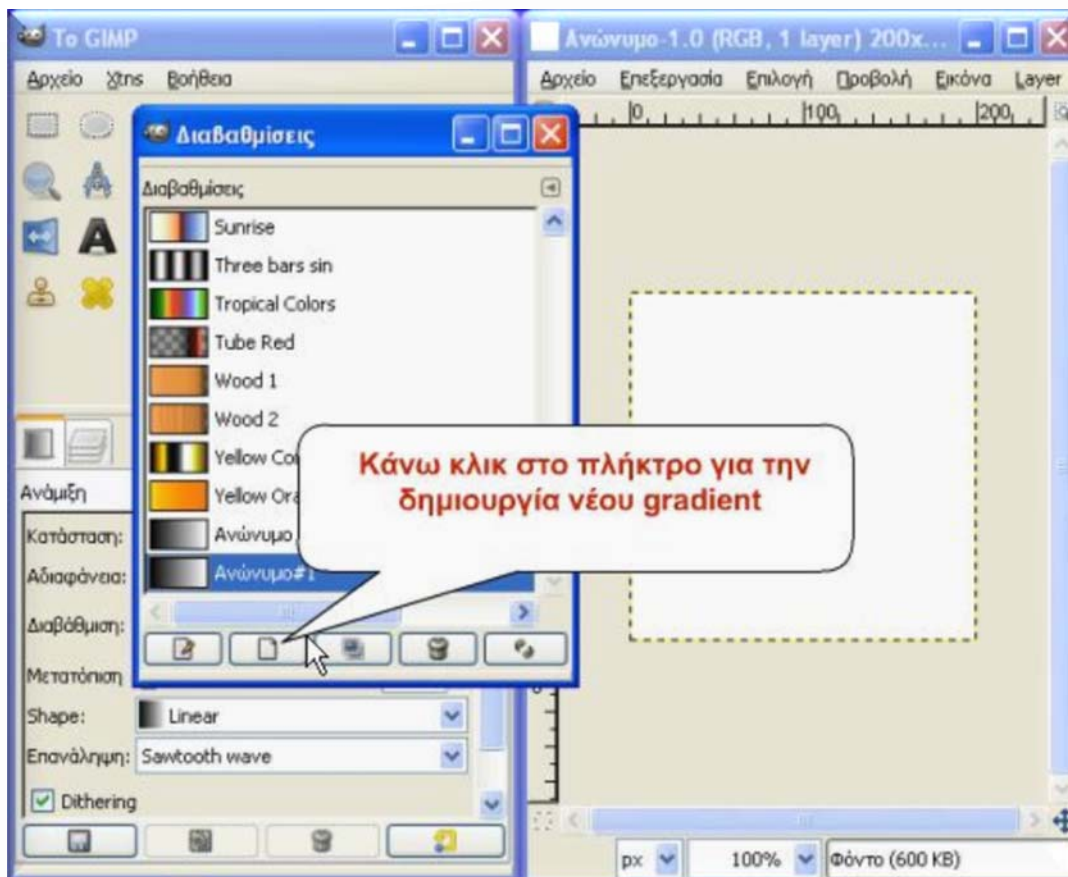 Το GIMP
Αρχείο Xtns Βοήθεια
Διαβαθμίσεις
Διαβαθμίσεις
Sunrise
Three bars sin
Tropical Colors
Tube Red
Wood 1
Wood 2
Yellow
Yellow
Ανώνυμο
Ανώνυμο#1
Κάνω κλικ στο πλήκτρο για την
δημιουργία νέου gradient
Ανάμιξη
Κατάσταση:
Αδιαφάνεια:
Διαβάθμιση:
Μετατόπιση
Shape: Linear
Επανάληψη: Sawtooth wave
Dithering
Ανώνυμο-1.0 (RGB, 1 layer) 200x...
Αρχείο Επεξεργασία Επιλογή Προβολή Εικόνα Layer
0 100 200
px 100% Φόντο (600 KB)